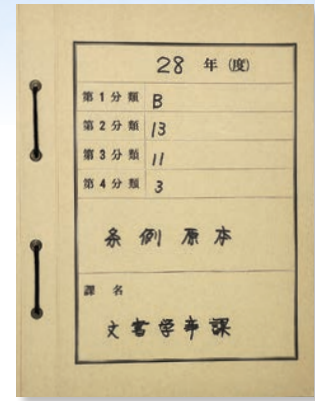 28 年(度)
第1分類 B
第2分類 13
第3分類 11
第4分類 3
条例原本
課名
文書学事課